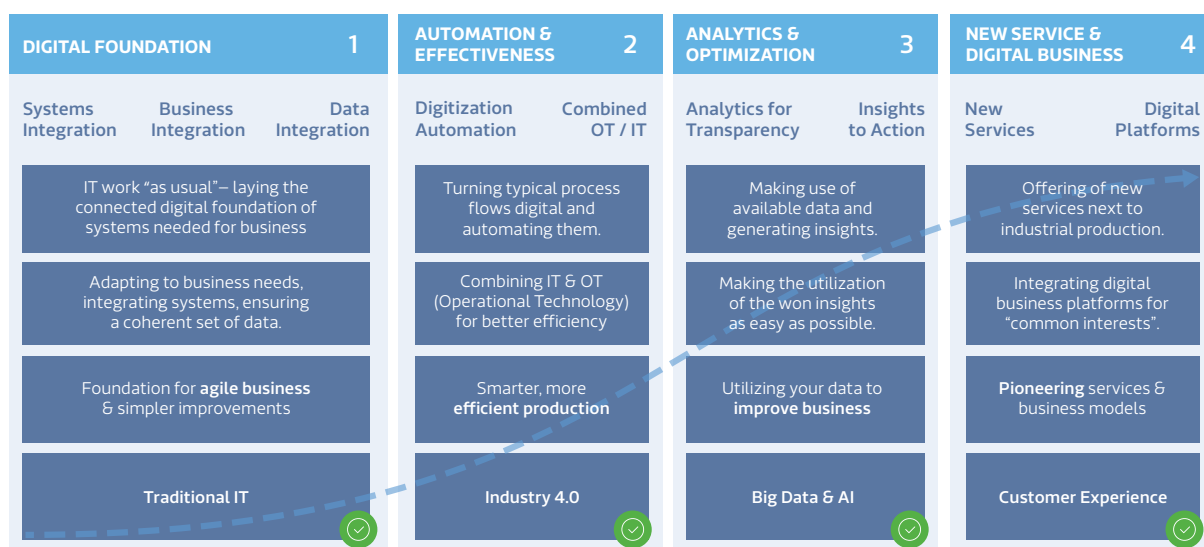 DIGITAL FOUNDATION 1
Systems
Integration
Business
Integration
Data
Integration
IT work “as usual”– laying the
connected digital foundation of
systems needed for business
Adapting to business needs,
integrating systems, ensuring
a coherent set of data.
Foundation for agile business
& simpler improvements
Traditional IT
AUTOMATION &
EFFECTIVENESS
2
Digitization
Automation
Combined
OT / IT
Turning typical process
flows digital and
automating them.
Combining IT & OT
(Operational Technology)
for better efficiency
Smarter, more
efficient production
Industry 4.0
ANALYTICS &
OPTIMIZATION
3
Analytics for
Transparency
Insights
to Action
Making use of
available data and
generating insights.
Making the utilization
of the won insights
as easy as possible.
Utilizing your data to
improve business
Big Data & AI
NEW SERVICE &
DIGITAL BUSINESS
4
New
Services
Digital
Platforms
Offering of new
services next to
industrial production.
Integrating digital
business platforms for
“common interests”.
Pioneering services &
business models
Customer Experience